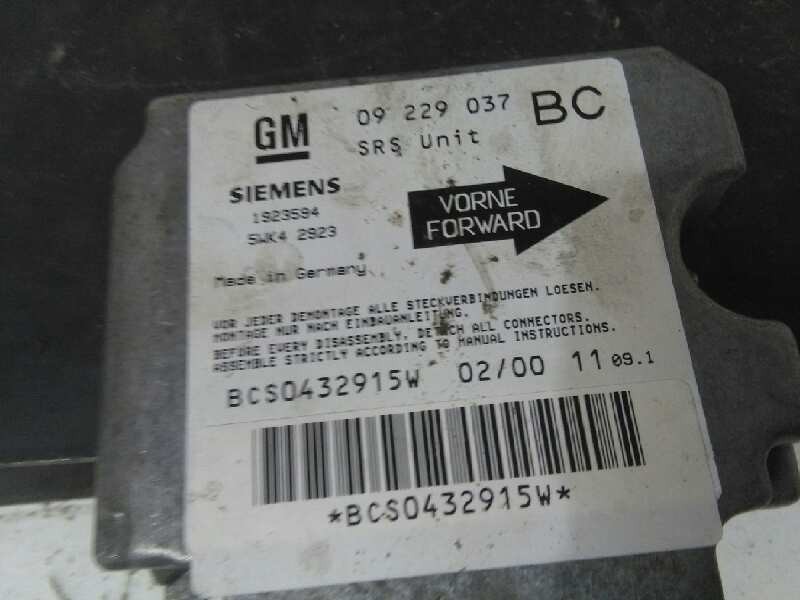 GM 09 229 037 BC
SRS Unit
SIEMENS
1923594
5WK4 2923
VORNE
FORWARD
Made in Germany
VOR JEDER DEMONTAGE ALLE STECKVERBINDUNGEN LOESEN.
MONTAGE NUR NACH EINBAUANLEITUNG.
BEFORE EVERY DISASSEMBLY, DETACH ALL CONNECTORS.
ASSEMBLE STRICTLY ACCORDING TO MANUAL INSTRUCTIONS.
BCS0432915W 02/00 11 09.1
*BCS0432915W*